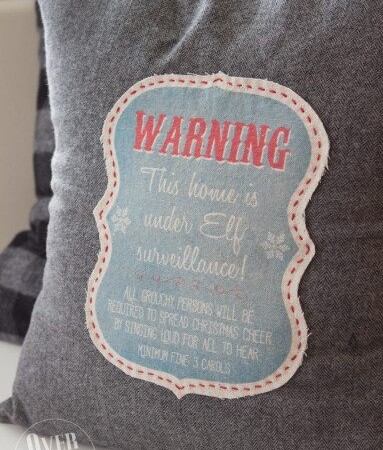 WARNING
This home is
under Elf
surveillance!
ALL GROUCHY PERSONS WILL BE
REQUIRED TO SPREAD CHRISTMAS CHEER
BY SINGING LOUD FOR ALL TO HEAR
MINIMUM FINE 3 CAROLS
OVER